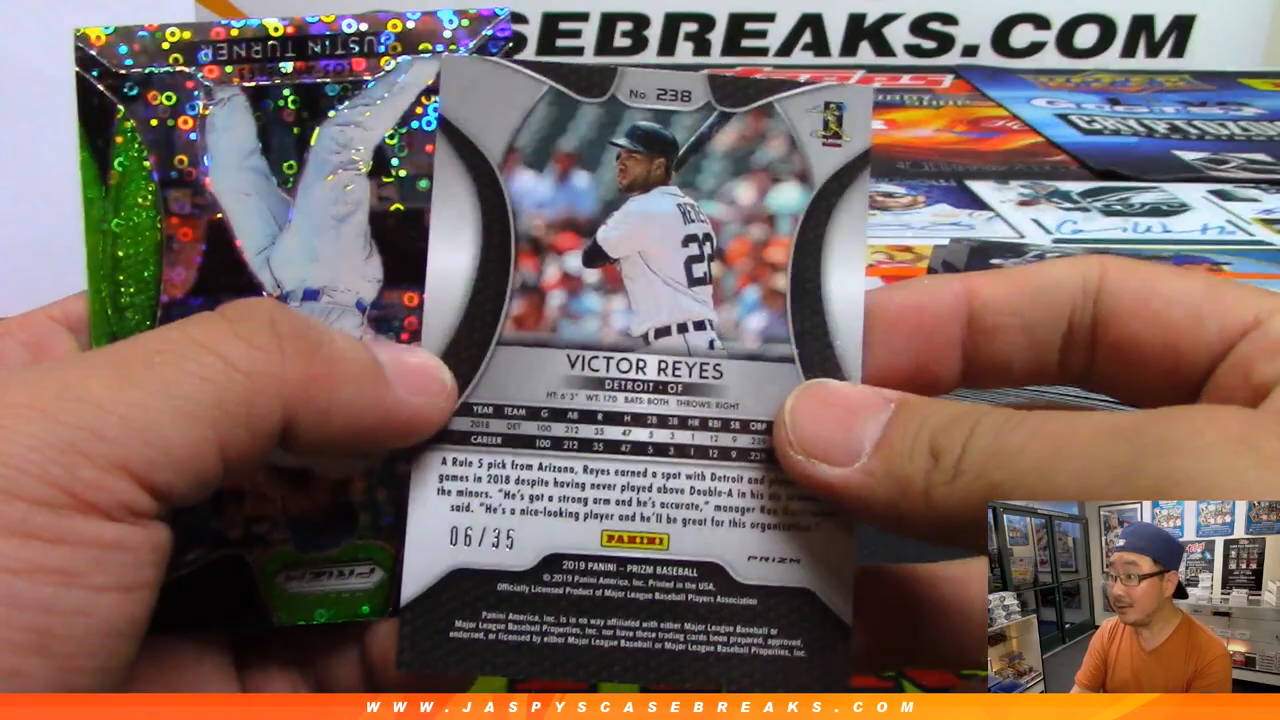 SEBREAKS.COM
USTIN TURNER
No. 238
REYES
22
VICTOR REYES
DETROIT • OF
HT: 6'3" WT: 170 BATS: BOTH THROWS: RIGHT
YEAR TEAM G AB R H 2B 3B HR RBI SB OBP
2018 DET 100 212 35 47 5 3 1 12 9 .239
CAREER 100 212 35 47 5 3 1 12 9 .239
A Rule 5 pick from Arizona, Reyes earned a spot with Detroit and
games in 2018 despite having never played above Double-A in his
the minors. "He's got a strong arm and he's accurate," manager Ron
said. "He's a nice-looking player and he'll be great for this
06/35
PANINI
PRIZM
PRIZM
2019 PANINI – PRIZM BASEBALL
© 2019 Panini America, Inc. Printed in the USA.
Officially Licensed Product of Major League Baseball Players Association
Panini America, Inc. is in no way affiliated with either Major League Baseball or
Major League Baseball Properties, Inc. nor have these trading cards been prepared, approved,
endorsed, or licensed by either Major League Baseball or Major League Baseball Properties, Inc.
WWW.JASPYSCASEBREAKS.COM